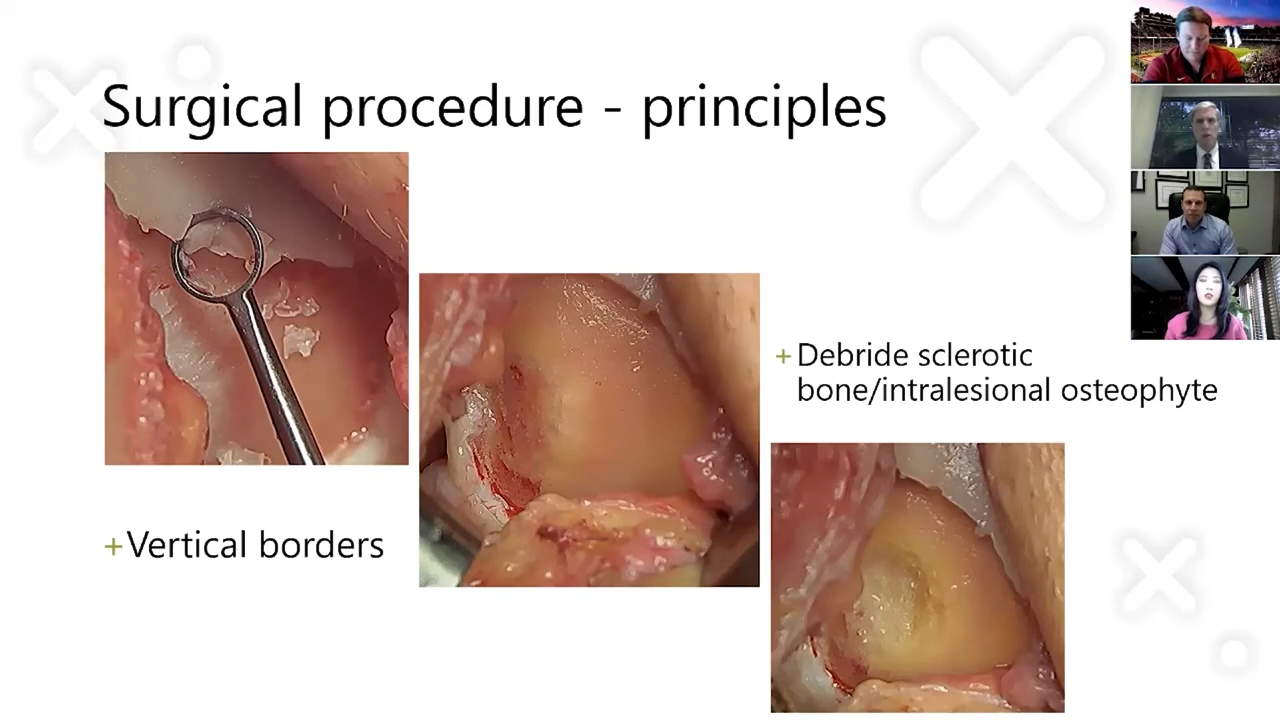 Surgical procedure - principles
+ Debride sclerotic
bone/intralesional osteophyte
+ Vertical borders